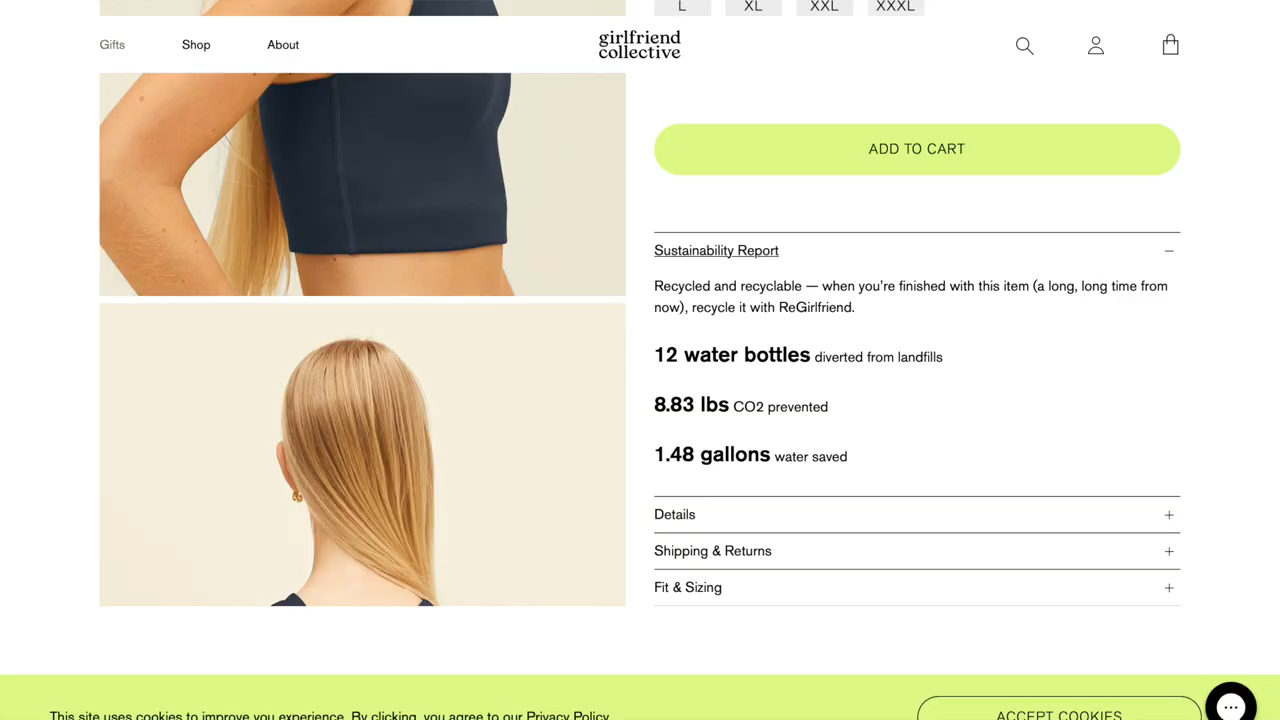 L XL XXL XXXL
Gifts Shop About
girlfriend
collective
ADD TO CART
Sustainability Report
Recycled and recyclable — when you’re finished with this item (a long, long time from
now), recycle it with ReGirlfriend.
12 water bottles diverted from landfills
8.83 lbs CO2 prevented
1.48 gallons water saved
Details
Shipping & Returns
Fit & Sizing
This site uses cookies to improve you experience. By clicking, you agree to our Privacy Policy.
ACCEPT COOKIES